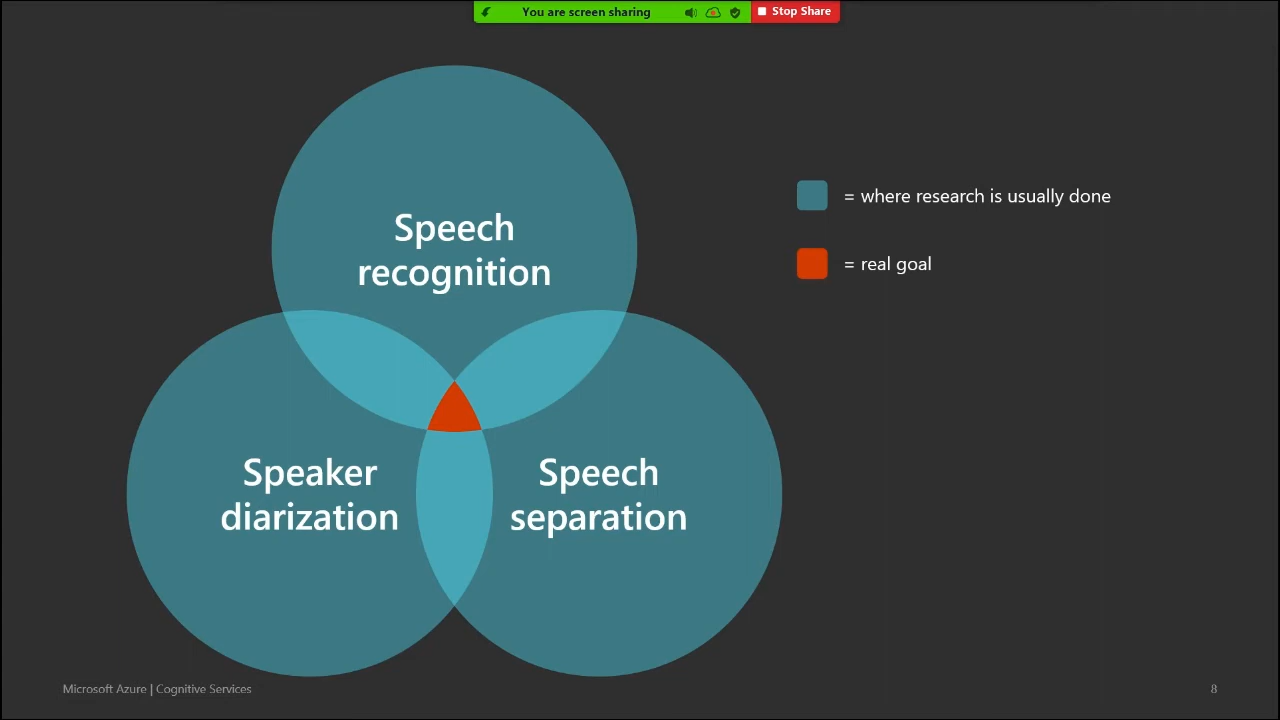 You are screen sharing
Stop Share
Speech
recognition
= where research is usually done
= real goal
Speaker
diarization
Speech
separation
Microsoft Azure | Cognitive Services
8